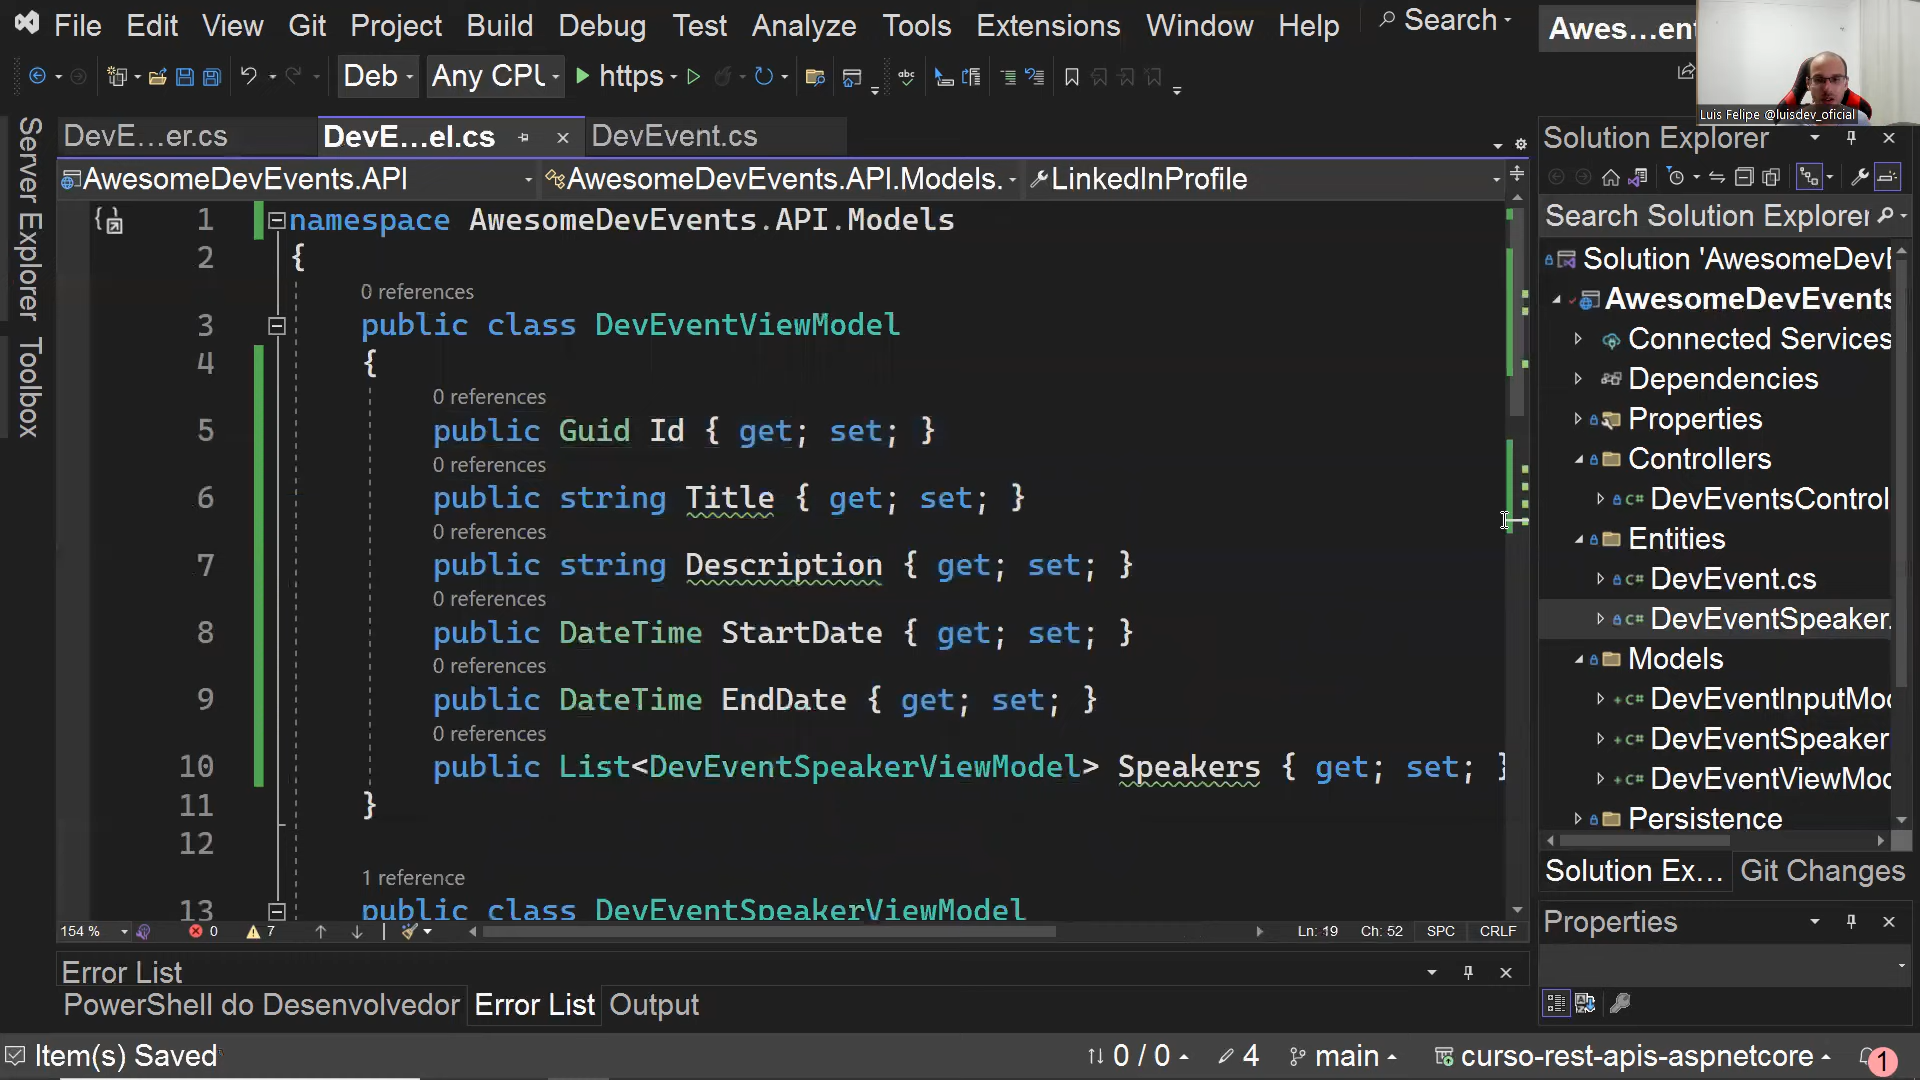 File Edit View Git Project Build Debug Test Analyze Tools Extensions Window Help Search Awes...ent
Deb Any CPU https
Luis Felipe @luisdev_oficial
Server Explorer
Toolbox
DevE...er.cs DevE...el.cs DevEvent.cs
AwesomeDevEvents.API AwesomeDevEvents.API.Models. LinkedInProfile
1 namespace AwesomeDevEvents.API.Models
2 {
0 references
3 public class DevEventViewModel
4 {
0 references
5 public Guid Id { get; set; }
0 references
6 public string Title { get; set; }
0 references
7 public string Description { get; set; }
0 references
8 public DateTime StartDate { get; set; }
0 references
9 public DateTime EndDate { get; set; }
0 references
10 public List<DevEventSpeakerViewModel> Speakers { get; set; }
11 }
12
1 reference
13 public class DevEventSpeakerViewModel
154 % 0 7 Ln: 19 Ch: 52 SPC CRLF
Error List
PowerShell do Desenvolvedor Error List Output
Solution Explorer
Search Solution Explorer
Solution 'AwesomeDevE
AwesomeDevEvents
Connected Services
Dependencies
Properties
Controllers
DevEventsControl
Entities
DevEvent.cs
DevEventSpeaker.
Models
DevEventInputMod
DevEventSpeaker
DevEventViewMod
Persistence
Solution Ex... Git Changes
Properties
Item(s) Saved 0 / 0 4 main curso-rest-apis-aspnetcore 1